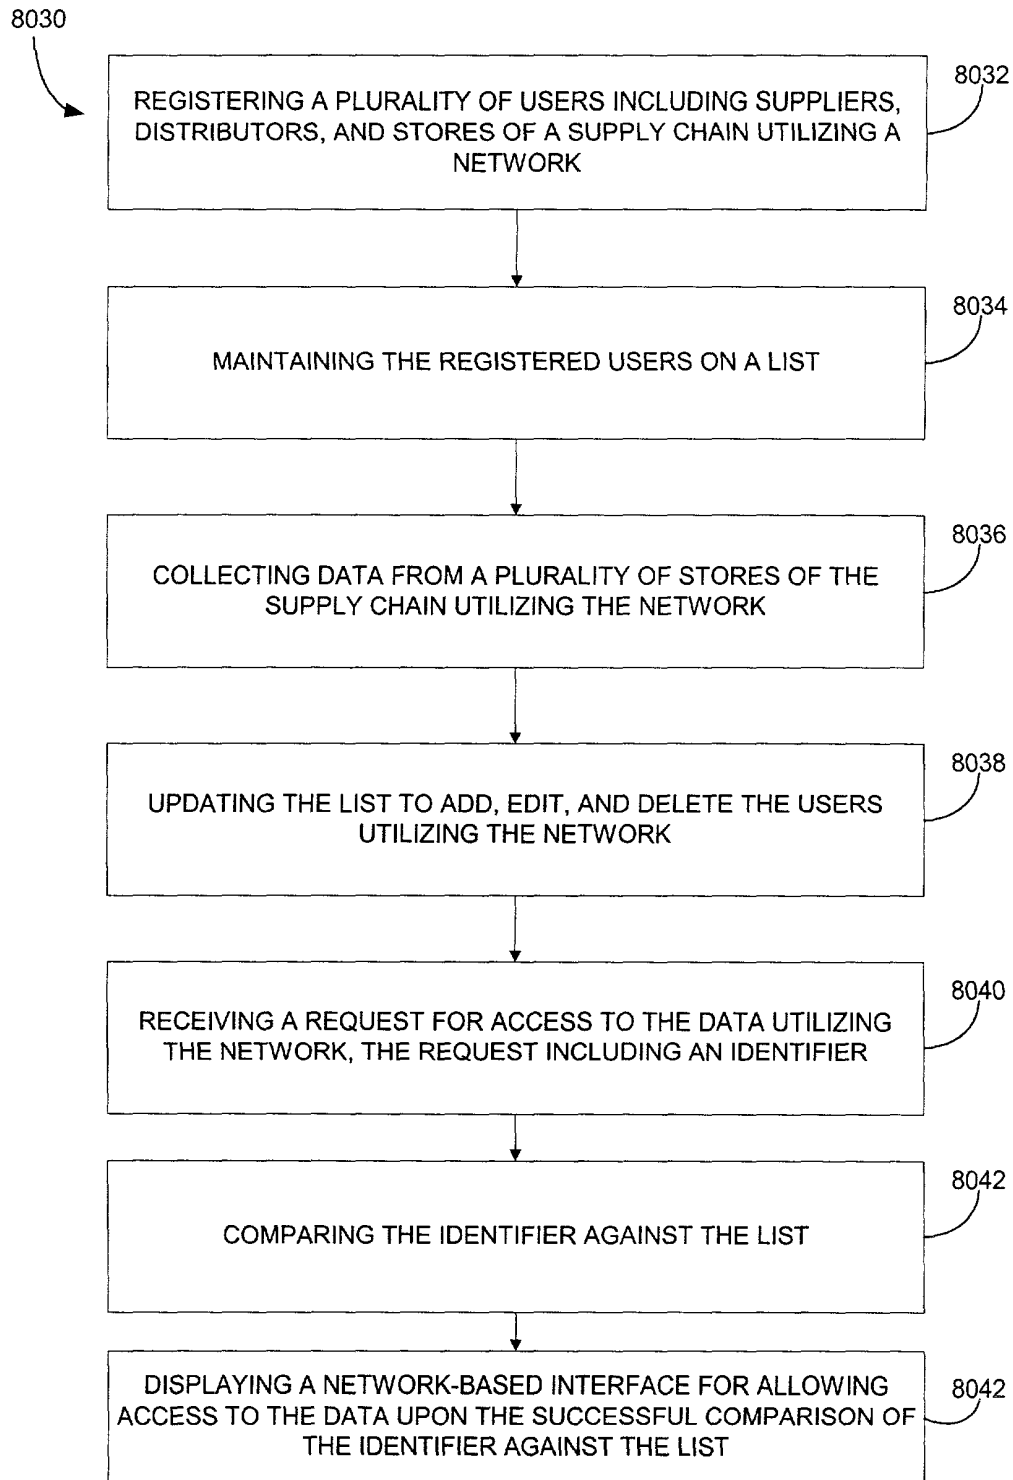 8030
8032
REGISTERING A PLURALITY OF USERS INCLUDING SUPPLIERS,
DISTRIBUTORS, AND STORES OF A SUPPLY CHAIN UTILIZING A
NETWORK
8034
MAINTAINING THE REGISTERED USERS ON A LIST
8036
COLLECTING DATA FROM A PLURALITY OF STORES OF THE
SUPPLY CHAIN UTILIZING THE NETWORK
8038
UPDATING THE LIST TO ADD, EDIT, AND DELETE THE USERS
UTILIZING THE NETWORK
8040
RECEIVING A REQUEST FOR ACCESS TO THE DATA UTILIZING
THE NETWORK, THE REQUEST INCLUDING AN IDENTIFIER
8042
COMPARING THE IDENTIFIER AGAINST THE LIST
8042
DISPLAYING A NETWORK-BASED INTERFACE FOR ALLOWING
ACCESS TO THE DATA UPON THE SUCCESSFUL COMPARISON OF
THE IDENTIFIER AGAINST THE LIST